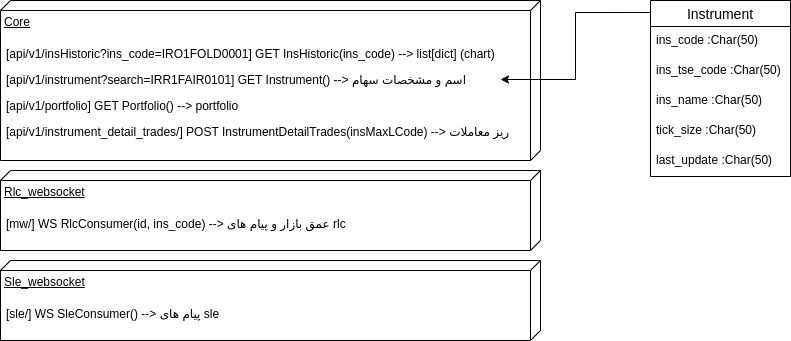 Core
[api/v1/insHistoric?ins_code=IRO1FOLD0001] GET InsHistoric(ins_code) --> list[dict] (chart)
[api/v1/instrument?search=IRR1FAIR0101] GET Instrument() --> اسم و مشخصات سهام
[api/v1/portfolio] GET Portfolio() --> portfolio
[api/v1/instrument_detail_trades/] POST InstrumentDetailTrades(insMaxLCode) --> ریز معاملات
Rlc_websocket
[mw/] WS RlcConsumer(id, ins_code) --> عمق بازار و پیام های rlc
Sle_websocket
[sle/] WS SleConsumer() --> پیام های sle
Instrument
ins_code :Char(50)
ins_tse_code :Char(50)
ins_name :Char(50)
tick_size :Char(50)
last_update :Char(50)